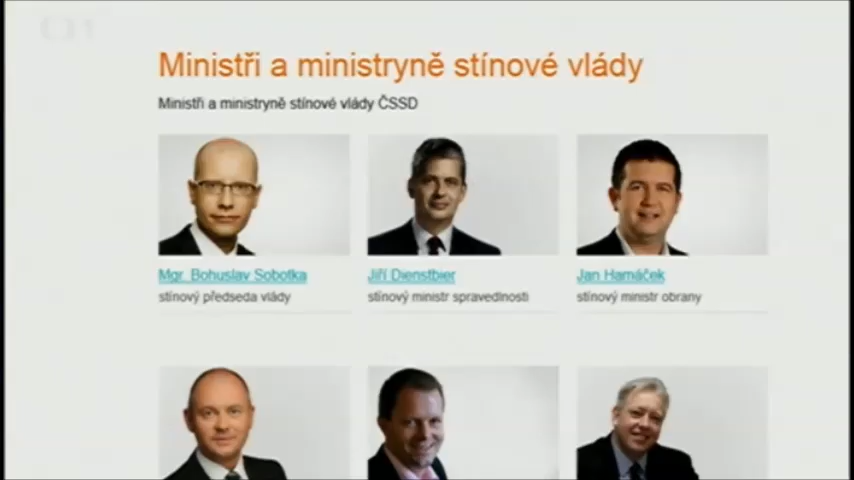 Ministři a ministryně stínové vlády
Ministři a ministryně stínové vlády ČSSD
Mgr. Bohuslav Sobotka
stínový předseda vlády
Jiří Dienstbier
stínový ministr spravedlnosti
Jan Hamáček
stínový ministr obrany